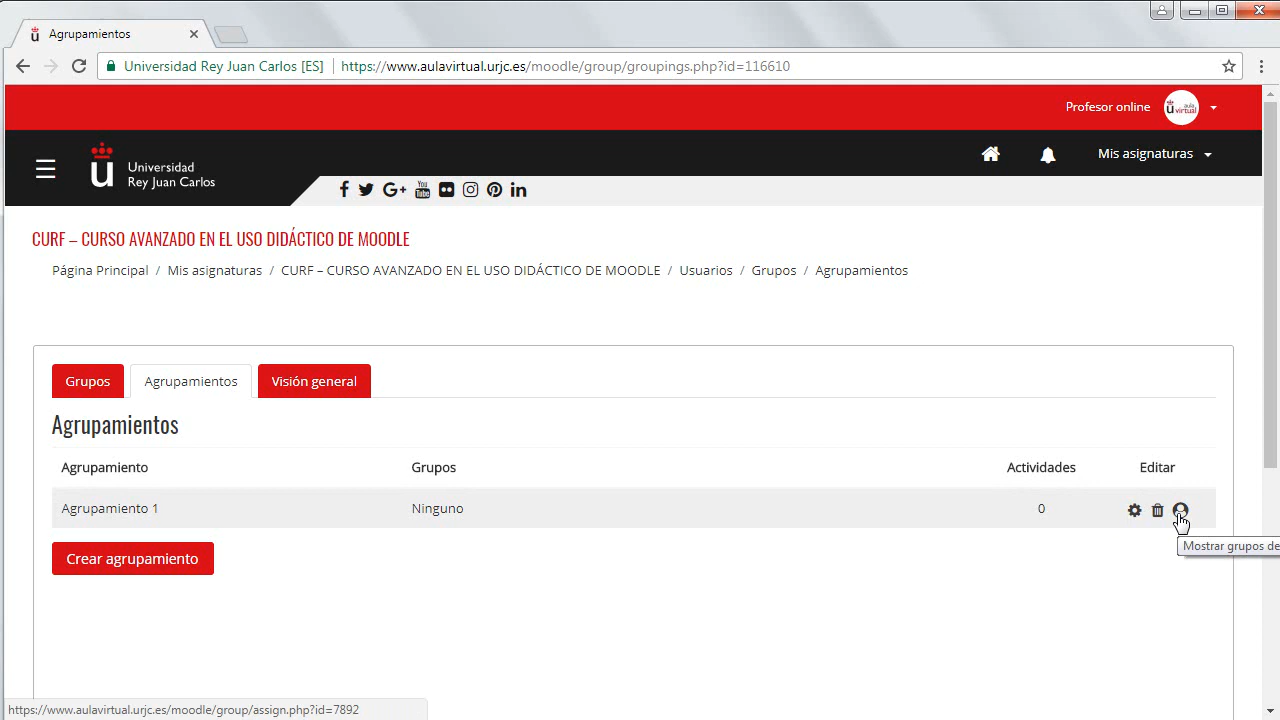 Agrupamientos
Universidad Rey Juan Carlos [ES]
https://www.aulavirtual.urjc.es/moodle/group/groupings.php?id=116610
Profesor online
ú aula virtual
ú Universidad
Rey Juan Carlos
Mis asignaturas
You Tube
CURF – CURSO AVANZADO EN EL USO DIDÁCTICO DE MOODLE
Página Principal / Mis asignaturas / CURF – CURSO AVANZADO EN EL USO DIDÁCTICO DE MOODLE / Usuarios / Grupos / Agrupamientos
Grupos Agrupamientos Visión general
Agrupamientos
Agrupamiento Grupos Actividades Editar
Agrupamiento 1 Ninguno 0
Mostrar grupos de
Crear agrupamiento
https://www.aulavirtual.urjc.es/moodle/group/assign.php?id=7892